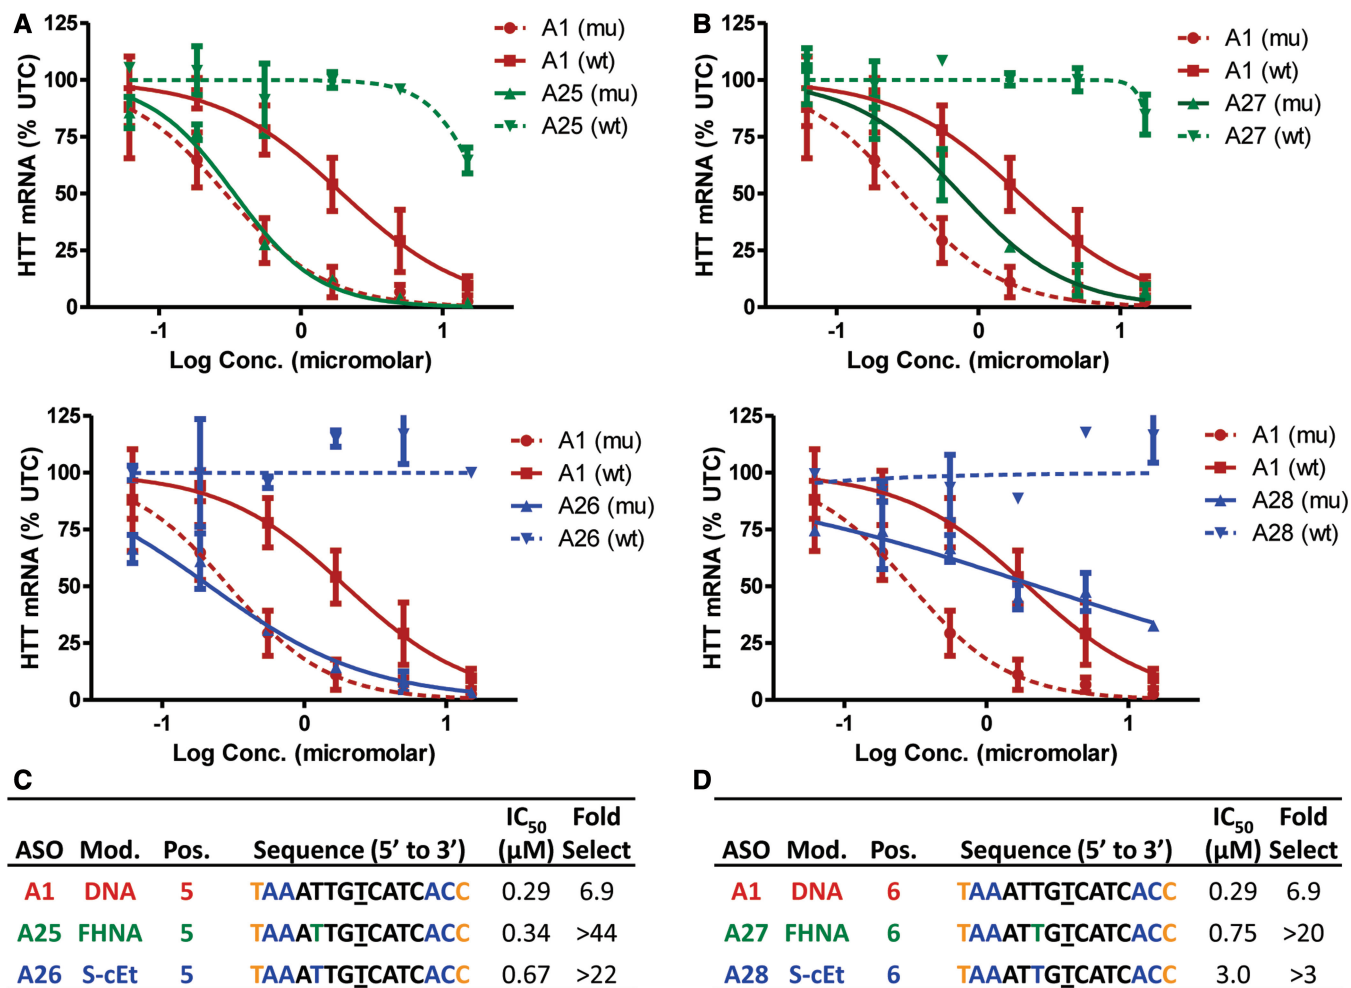 A
125
100
75
50
25
0
HTT mRNA (% UTC)
-1 0 1
Log Conc. (micromolar)
A1 (mu)
A1 (wt)
A25 (mu)
A25 (wt)
B
125
100
75
50
25
0
HTT mRNA (% UTC)
-1 0 1
Log Conc. (micromolar)
A1 (mu)
A1 (wt)
A27 (mu)
A27 (wt)
125
100
75
50
25
0
HTT mRNA (% UTC)
-1 0 1
Log Conc. (micromolar)
A1 (mu)
A1 (wt)
A26 (mu)
A26 (wt)
125
100
75
50
25
0
HTT mRNA (% UTC)
-1 0 1
Log Conc. (micromolar)
A1 (mu)
A1 (wt)
A28 (mu)
A28 (wt)
C
IC50 Fold
ASO Mod. Pos. Sequence (5’ to 3’) (μM) Select
A1 DNA 5 TAAATTGTCATCACC 0.29 6.9
A25 FHNA 5 TAAATTGTCATCACC 0.34 >44
A26 S-cEt 5 TAAATTGTCATCACC 0.67 >22
D
IC50 Fold
ASO Mod. Pos. Sequence (5’ to 3’) (μM) Select
A1 DNA 6 TAAATTGTCATCACC 0.29 6.9
A27 FHNA 6 TAAATTGTCATCACC 0.75 >20
A28 S-cEt 6 TAAATTGTCATCACC 3.0 >3